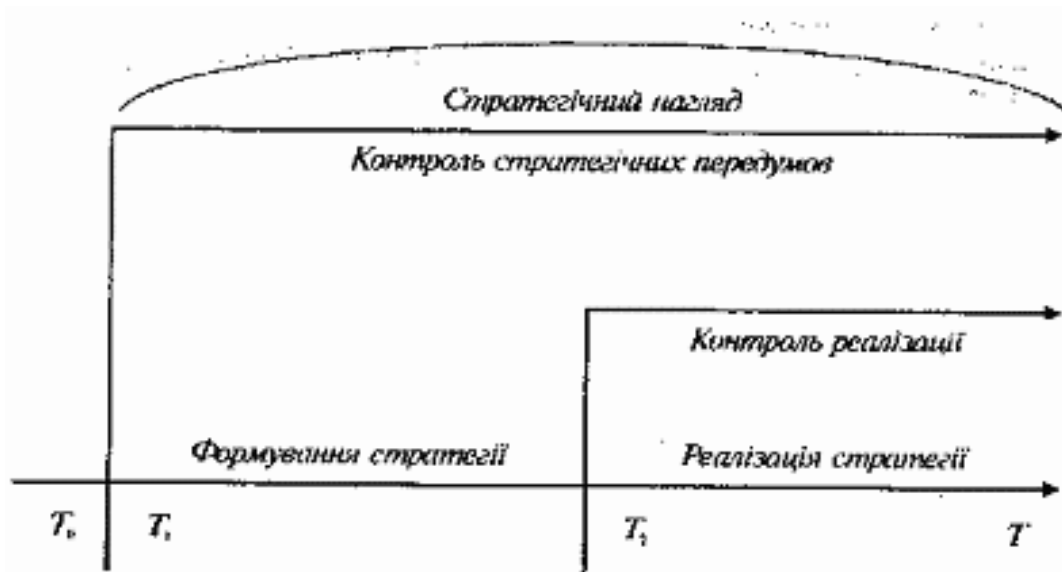 Стратегічний нагляд
Контроль стратегічних передумов
Контроль реалізації
Формування стратегії
Реалізація стратегії
T₀ T₁ T₂ T